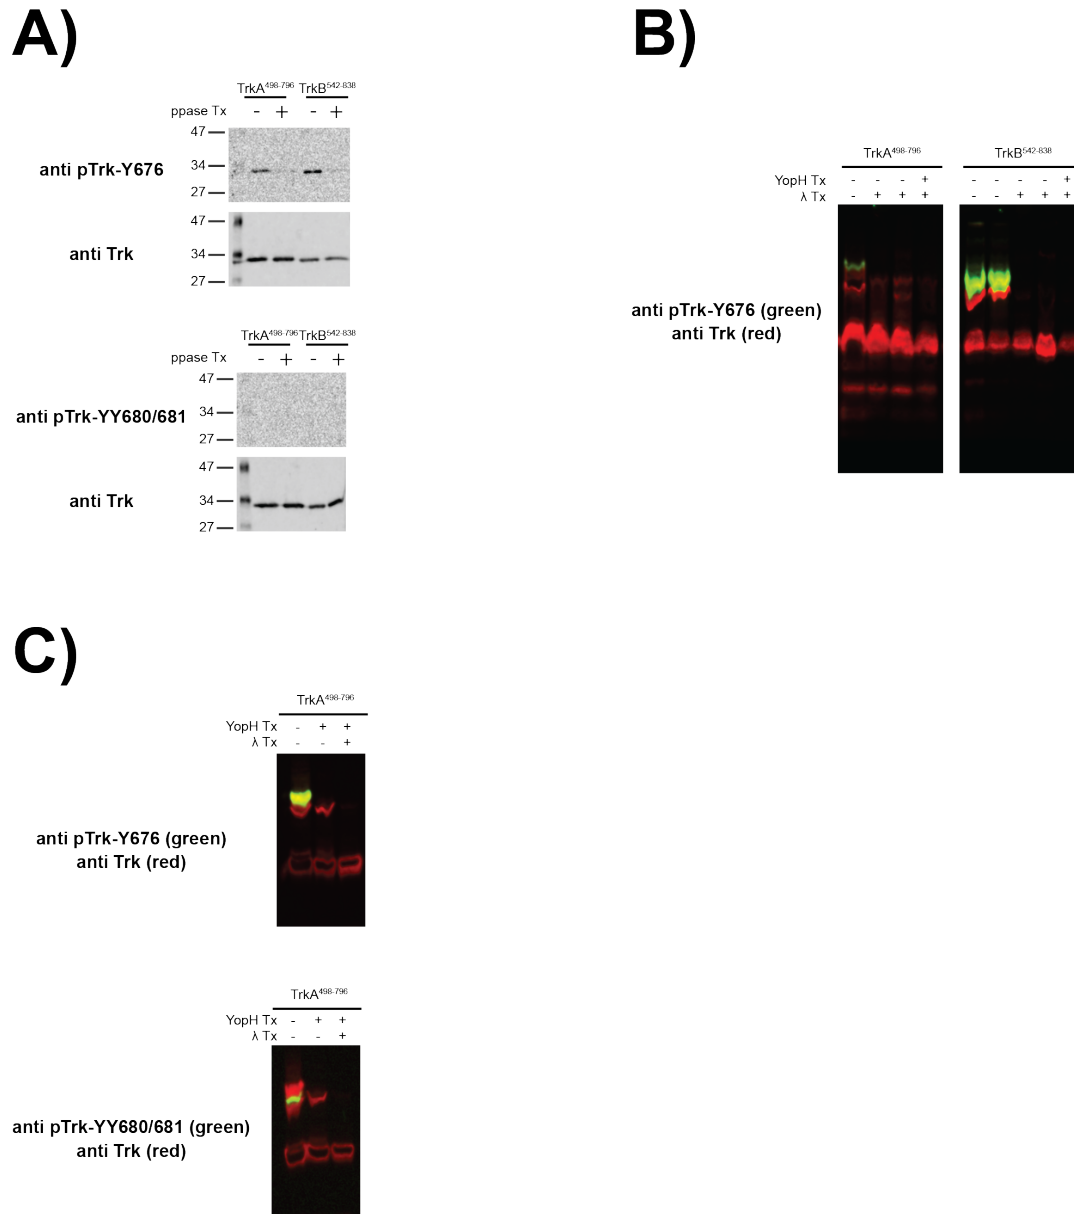 A)
TrkA498-796 TrkB542-838
ppase Tx - + - +
47
anti pTrk-Y676 34
27
47
anti Trk 34
27
TrkA498-796 TrkB542-838
ppase Tx - + - +
47
anti pTrk-YY680/681 34
27
47
anti Trk 34
27
B)
TrkA498-796 TrkB542-838
YopH Tx - - - + - - - - +
λ Tx - + + + - - + + +
anti pTrk-Y676 (green)
anti Trk (red)
C)
TrkA498-796
YopH Tx - + +
λ Tx - - +
anti pTrk-Y676 (green)
anti Trk (red)
TrkA498-796
YopH Tx - + +
λ Tx - - +
anti pTrk-YY680/681 (green)
anti Trk (red)